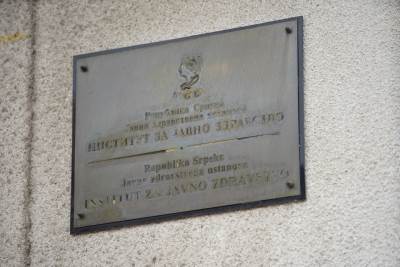 Република Српска
Јавна здравствена установа
ИНСТИТУТ ЗА ЈАВНО ЗДРАВСТВО
Republika Srpska
Javna zdravstvena ustanova
INSTITUT ZA JAVNO ZDRAVSTVO